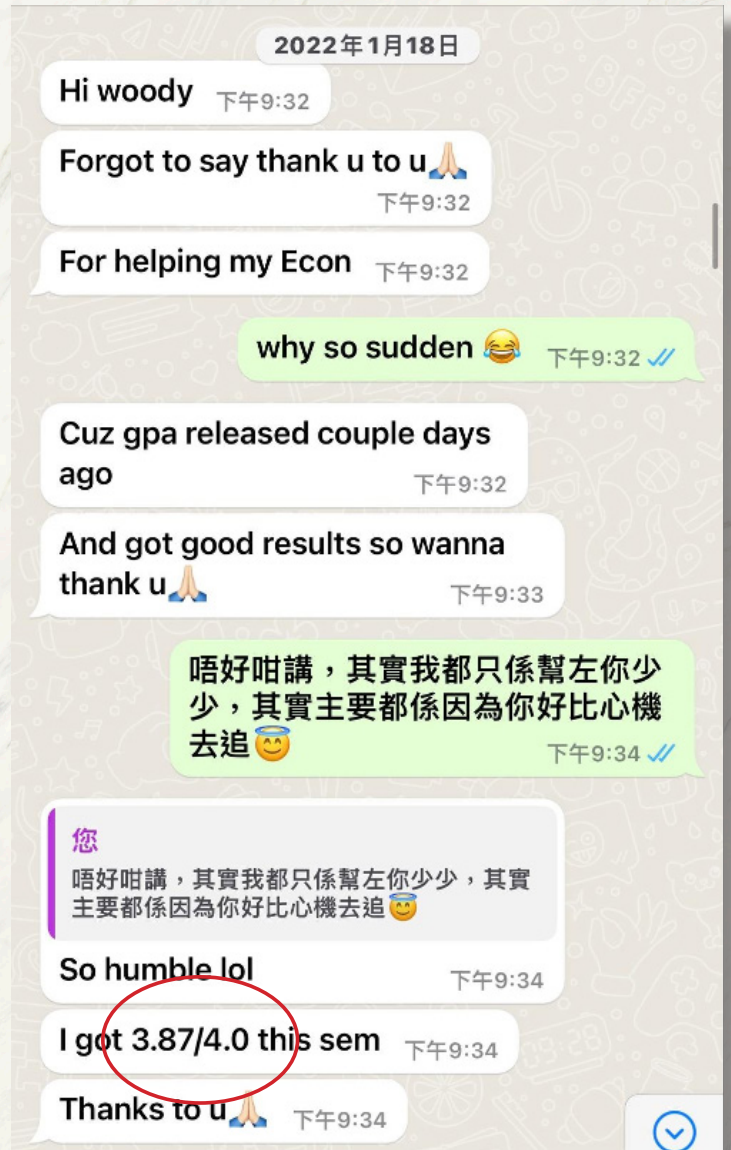 2022年1月18日
Hi woody 下午9:32
Forgot to say thank u to u🙏🏻
下午9:32
For helping my Econ 下午9:32
why so sudden 😂 下午9:32
Cuz gpa released couple days
ago 下午9:32
And got good results so wanna
thank u🙏🏻 下午9:33
唔好咁講，其實我都只係幫左你少
少，其實主要都係因為你好比心機
去追😇 下午9:34
您
唔好咁講，其實我都只係幫左你少少，其實
主要都係因為你好比心機去追😇
So humble lol 下午9:34
I got 3.87/4.0 this sem 下午9:34
Thanks to u🙏🏻 下午9:34